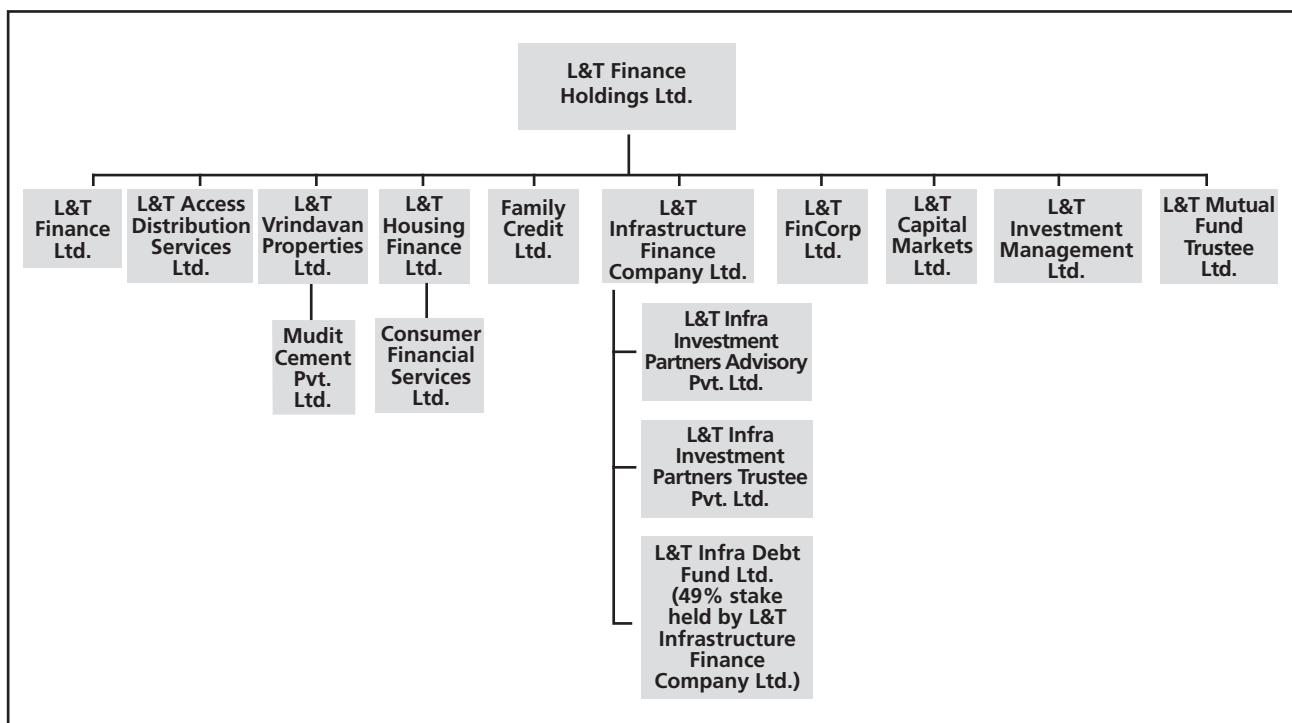 L&T Finance
Holdings Ltd.
L&T
Finance
Ltd.
L&T Access
Distribution
Services
Ltd.
L&T
Vrindavan
Properties
Ltd.
L&T
Housing
Finance
Ltd.
Family
Credit
Ltd.
L&T
Infrastructure
Finance
Company Ltd.
L&T
FinCorp
Ltd.
L&T
Capital
Markets
Ltd.
L&T
Investment
Management
Ltd.
L&T Mutual
Fund
Trustee
Ltd.
Mudit
Cement
Pvt.
Ltd.
Consumer
Financial
Services
Ltd.
L&T Infra
Investment
Partners Advisory
Pvt. Ltd.
L&T Infra
Investment
Partners Trustee
Pvt. Ltd.
L&T Infra Debt
Fund Ltd.
(49% stake
held by L&T
Infrastructure
Finance
Company Ltd.)